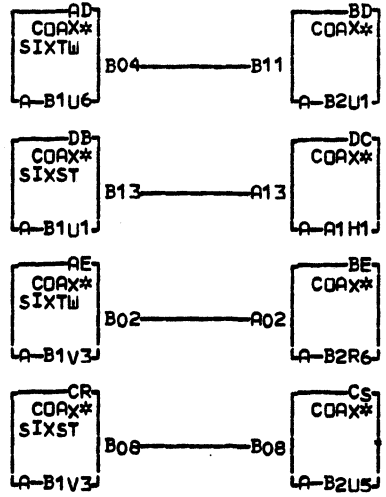 AD BD
COAX* COAX*
SIXTW
B04 B11
A-B1U6 A-B2U1
DB DC
COAX* COAX*
SIXST
B13 A13
A-B1U1 A-A1H1
AE BE
COAX* COAX*
SIXTW
B02 A02
A-B1V3 A-B2R6
CR CS
COAX* COAX*
SIXST
B08 B08
A-B1V3 A-B2U5